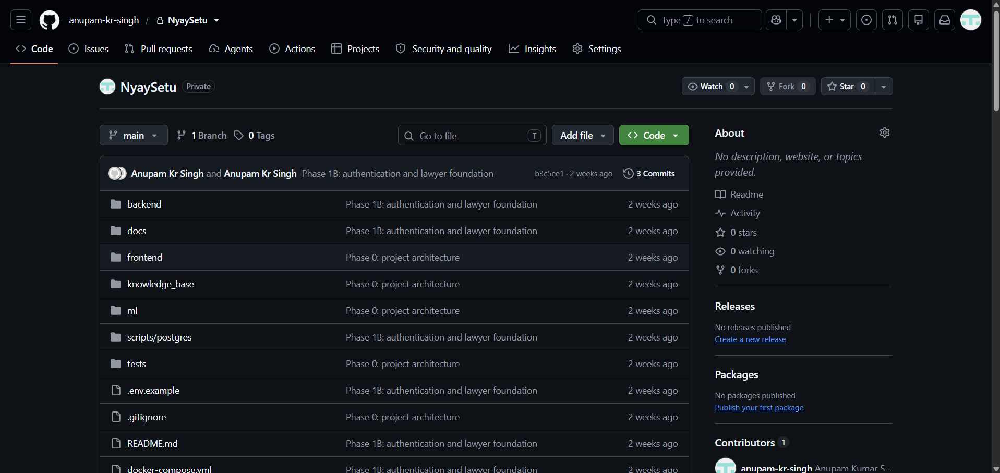 anupam-kr-singh / NyaySetu
Type / to search
Code Issues Pull requests Agents Actions Projects Security and quality Insights Settings
NyaySetu Private
Watch 0 Fork 0 Star 0
main 1 Branch 0 Tags Go to file T Add file Code
Anupam Kr Singh and Anupam Kr Singh Phase 1B: authentication and lawyer foundation b3c5ee1 · 2 weeks ago 3 Commits
backend Phase 1B: authentication and lawyer foundation 2 weeks ago
docs Phase 1B: authentication and lawyer foundation 2 weeks ago
frontend Phase 0: project architecture 2 weeks ago
knowledge_base Phase 0: project architecture 2 weeks ago
ml Phase 0: project architecture 2 weeks ago
scripts/postgres Phase 1B: authentication and lawyer foundation 2 weeks ago
tests Phase 0: project architecture 2 weeks ago
.env.example Phase 1B: authentication and lawyer foundation 2 weeks ago
.gitignore Phase 0: project architecture 2 weeks ago
README.md Phase 1B: authentication and lawyer foundation 2 weeks ago
docker-compose.yml Phase 1B: authentication and lawyer foundation 2 weeks ago
About
No description, website, or topics
provided.
Readme
Activity
0 stars
0 watching
0 forks
Releases
No releases published
Create a new release
Packages
No packages published
Publish your first package
Contributors 1
anupam-kr-singh Anupam Kumar S...